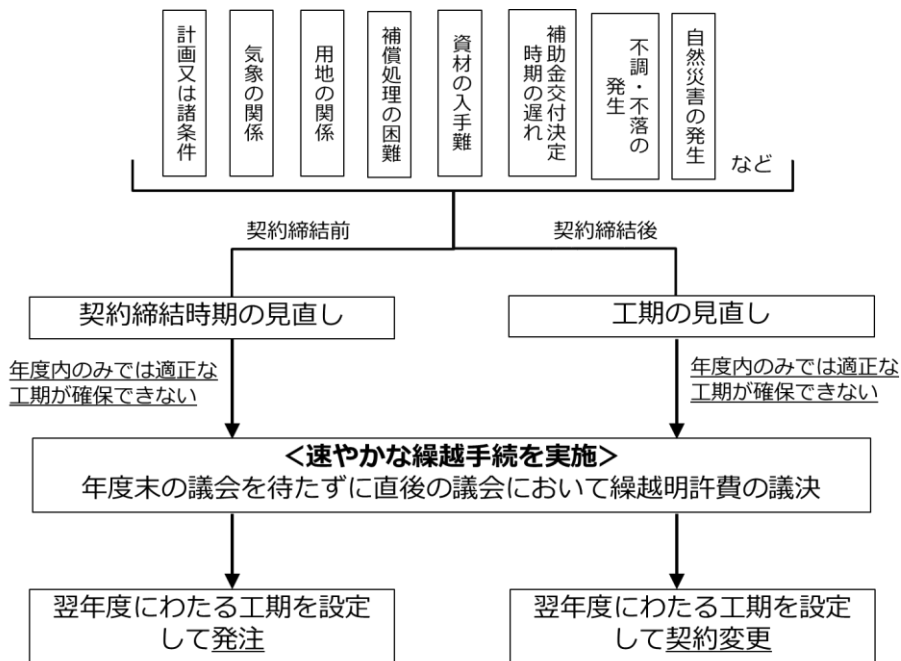 計画又は諸条件
気象の関係
用地の関係
補償処理の困難
資材の入手難
補助金交付決定
時期の遅れ
不調・不落の
発生
自然災害の発生
など
契約締結前
契約締結後
契約締結時期の見直し
工期の見直し
年度内のみでは適正な
工期が確保できない
年度内のみでは適正な
工期が確保できない
<速やかな繰越手続を実施>
年度末の議会を待たずに直後の議会において繰越明許費の議決
翌年度にわたる工期を設定
して発注
翌年度にわたる工期を設定
して契約変更